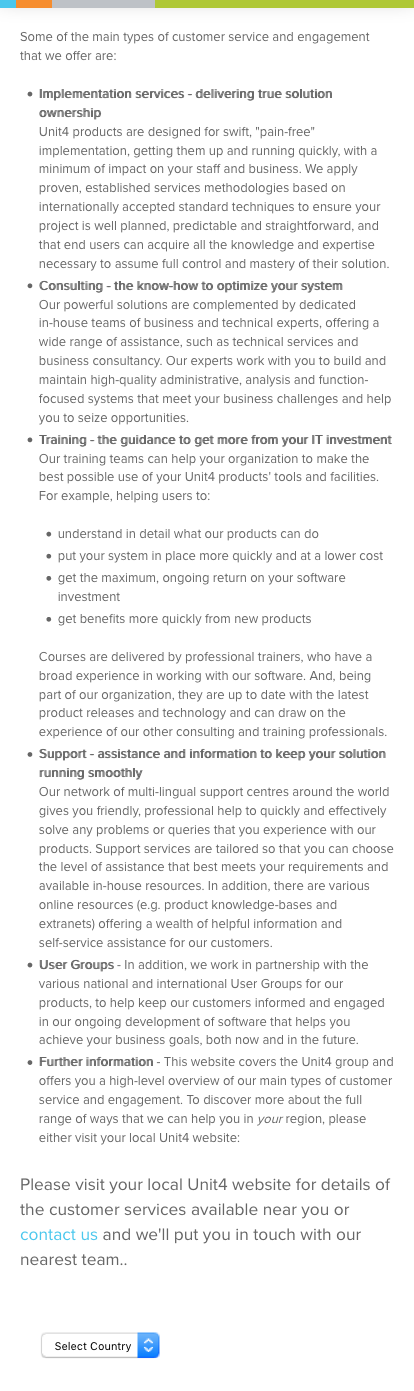 Some of the main types of customer service and engagement
that we offer are:
• Implementation services - delivering true solution
ownership
Unit4 products are designed for swift, "pain-free"
implementation, getting them up and running quickly, with a
minimum of impact on your staff and business. We apply
proven, established services methodologies based on
internationally accepted standard techniques to ensure your
project is well planned, predictable and straightforward, and
that end users can acquire all the knowledge and expertise
necessary to assume full control and mastery of their solution.
• Consulting - the know-how to optimize your system
Our powerful solutions are complemented by dedicated
in-house teams of business and technical experts, offering a
wide range of assistance, such as technical services and
business consultancy. Our experts work with you to build and
maintain high-quality administrative, analysis and function-
focused systems that meet your business challenges and help
you to seize opportunities.
• Training - the guidance to get more from your IT investment
Our training teams can help your organization to make the
best possible use of your Unit4 products' tools and facilities.
For example, helping users to:
• understand in detail what our products can do
• put your system in place more quickly and at a lower cost
• get the maximum, ongoing return on your software
investment
• get benefits more quickly from new products
Courses are delivered by professional trainers, who have a
broad experience in working with our software. And, being
part of our organization, they are up to date with the latest
product releases and technology and can draw on the
experience of our other consulting and training professionals.
• Support - assistance and information to keep your solution
running smoothly
Our network of multi-lingual support centres around the world
gives you friendly, professional help to quickly and effectively
solve any problems or queries that you experience with our
products. Support services are tailored so that you can choose
the level of assistance that best meets your requirements and
available in-house resources. In addition, there are various
online resources (e.g. product knowledge-bases and
extranets) offering a wealth of helpful information and
self-service assistance for our customers.
• User Groups - In addition, we work in partnership with the
various national and international User Groups for our
products, to help keep our customers informed and engaged
in our ongoing development of software that helps you
achieve your business goals, both now and in the future.
• Further information - This website covers the Unit4 group and
offers you a high-level overview of our main types of customer
service and engagement. To discover more about the full
range of ways that we can help you in your region, please
either visit your local Unit4 website:
Please visit your local Unit4 website for details of
the customer services available near you or
contact us and we'll put you in touch with our
nearest team..
Select Country